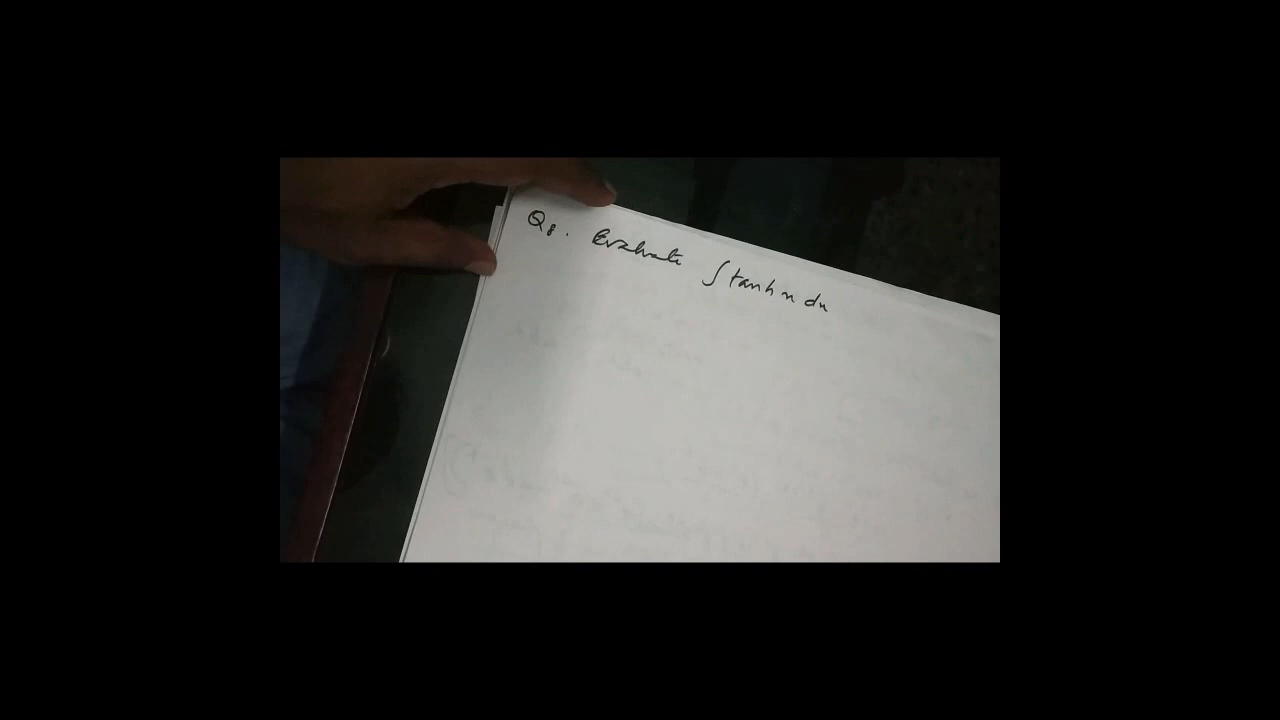 Q8. Evaluate ∫tanh x dx